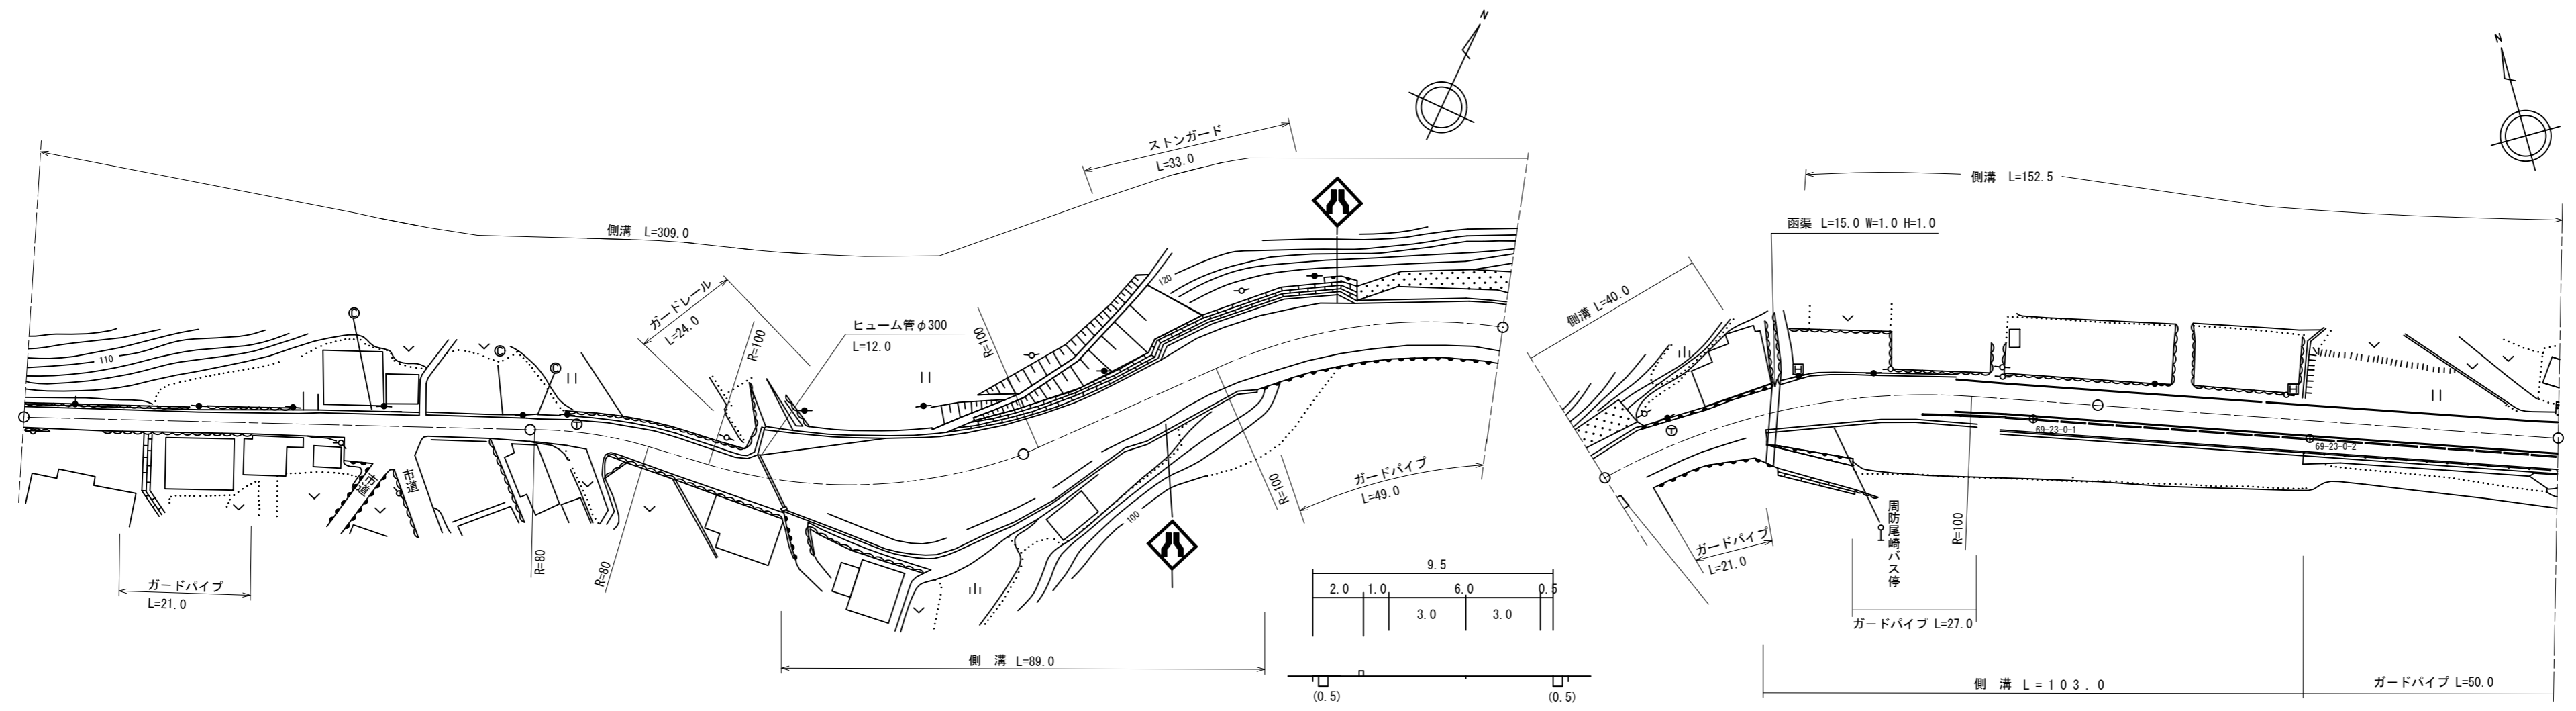 N
ストンガード
L=33.0
側溝 L=309.0
ガードレール
L=24.0
ヒューム管φ300
L=12.0
R=100
R=100
120
110
市道
市道
R=80
R=80
100
R=100
ガードパイプ
L=49.0
ガードパイプ
L=21.0
側 溝 L=89.0
9.5
2.0 1.0 6.0 0.5
3.0 3.0
(0.5) (0.5)
N
側溝 L=152.5
函渠 L=15.0 W=1.0 H=1.0
側溝 L=40.0
69-23-0-1
69-23-0-2
周防尾崎バス停
R=100
ガードパイプ
L=21.0
ガードパイプ L=27.0
側 溝 L=103.0
ガードパイプ L=50.0